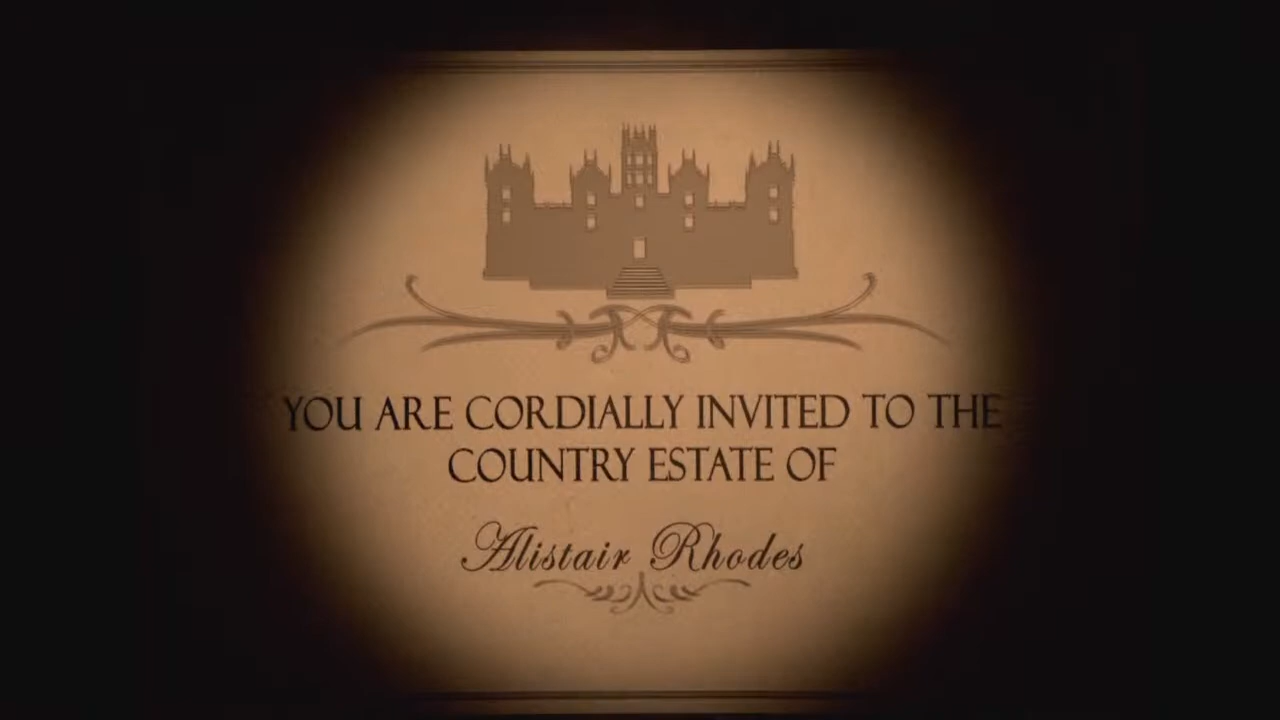 YOU ARE CORDIALLY INVITED TO THE
COUNTRY ESTATE OF
Alistair Rhodes